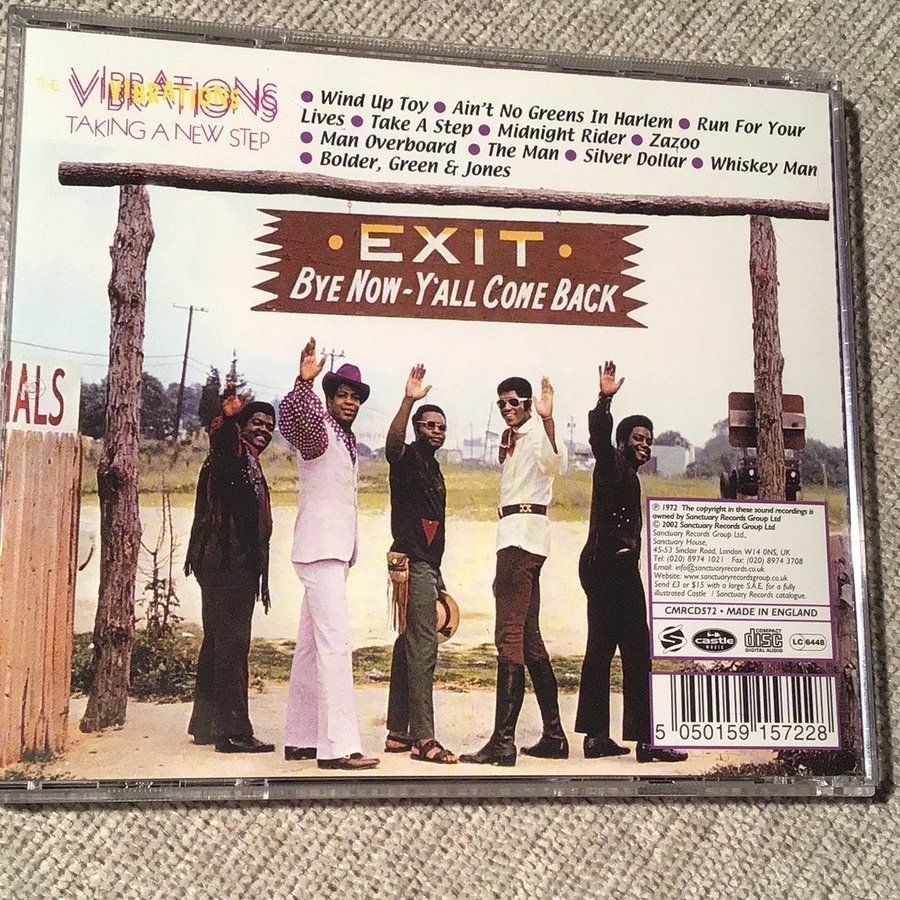 THE VIBRATIONS
TAKING A NEW STEP
• Wind Up Toy • Ain't No Greens In Harlem • Run For Your
Lives • Take A Step • Midnight Rider • Zazoo
• Man Overboard • The Man • Silver Dollar • Whiskey Man
• Bolder, Green & Jones
• EXIT •
BYE NOW-Y'ALL COME BACK
IALS
℗ 1972 The copyright in these sound recordings is
owned by Sanctuary Records Group Ltd
© 2002 Sanctuary Records Group Ltd
Sanctuary Records Group Ltd.,
Sanctuary House,
45-53 Sinclair Road, London W14 0NS, UK
Tel: (020) 8974 1021 Fax: (020) 8974 3708
Email: info@sanctuaryrecords.co.uk
Website: www.sanctuaryrecordsgroup.co.uk
Send £3 or $15 with a large S.A.E. for a fully
illustrated Castle / Sanctuary Records catalogue.
CMRCD572 • MADE IN ENGLAND
castle MUSIC COMPACT disc DIGITAL AUDIO LC 6448
5 050159 157228